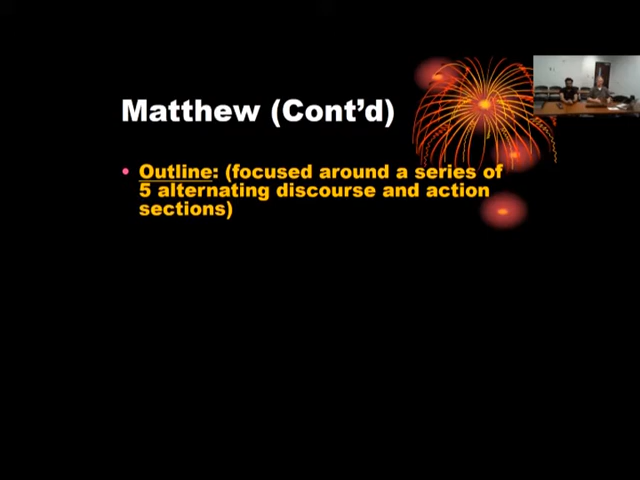 Matthew (Cont’d)
• Outline: (focused around a series of
5 alternating discourse and action
sections)